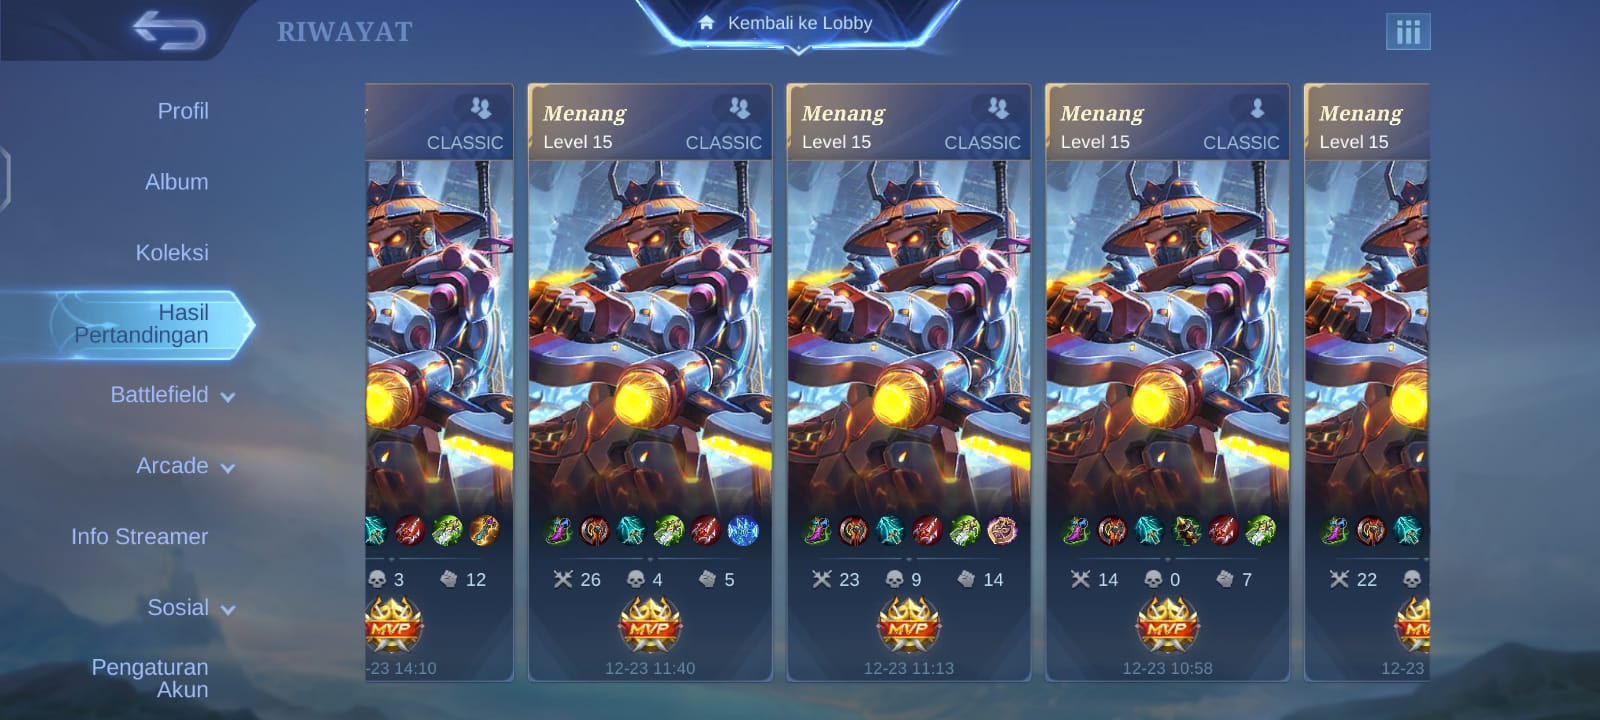 RIWAYAT
Kembali ke Lobby
Profil
Album
Koleksi
Hasil
Pertandingan
Battlefield
Arcade
Info Streamer
Sosial
Pengaturan
Akun
CLASSIC
3 12
MVP
-23 14:10
Menang
Level 15 CLASSIC
26 4 5
MVP
12-23 11:40
Menang
Level 15 CLASSIC
23 9 14
MVP
12-23 11:13
Menang
Level 15 CLASSIC
14 0 7
MVP
12-23 10:58
Menang
Level 15
22
12-23